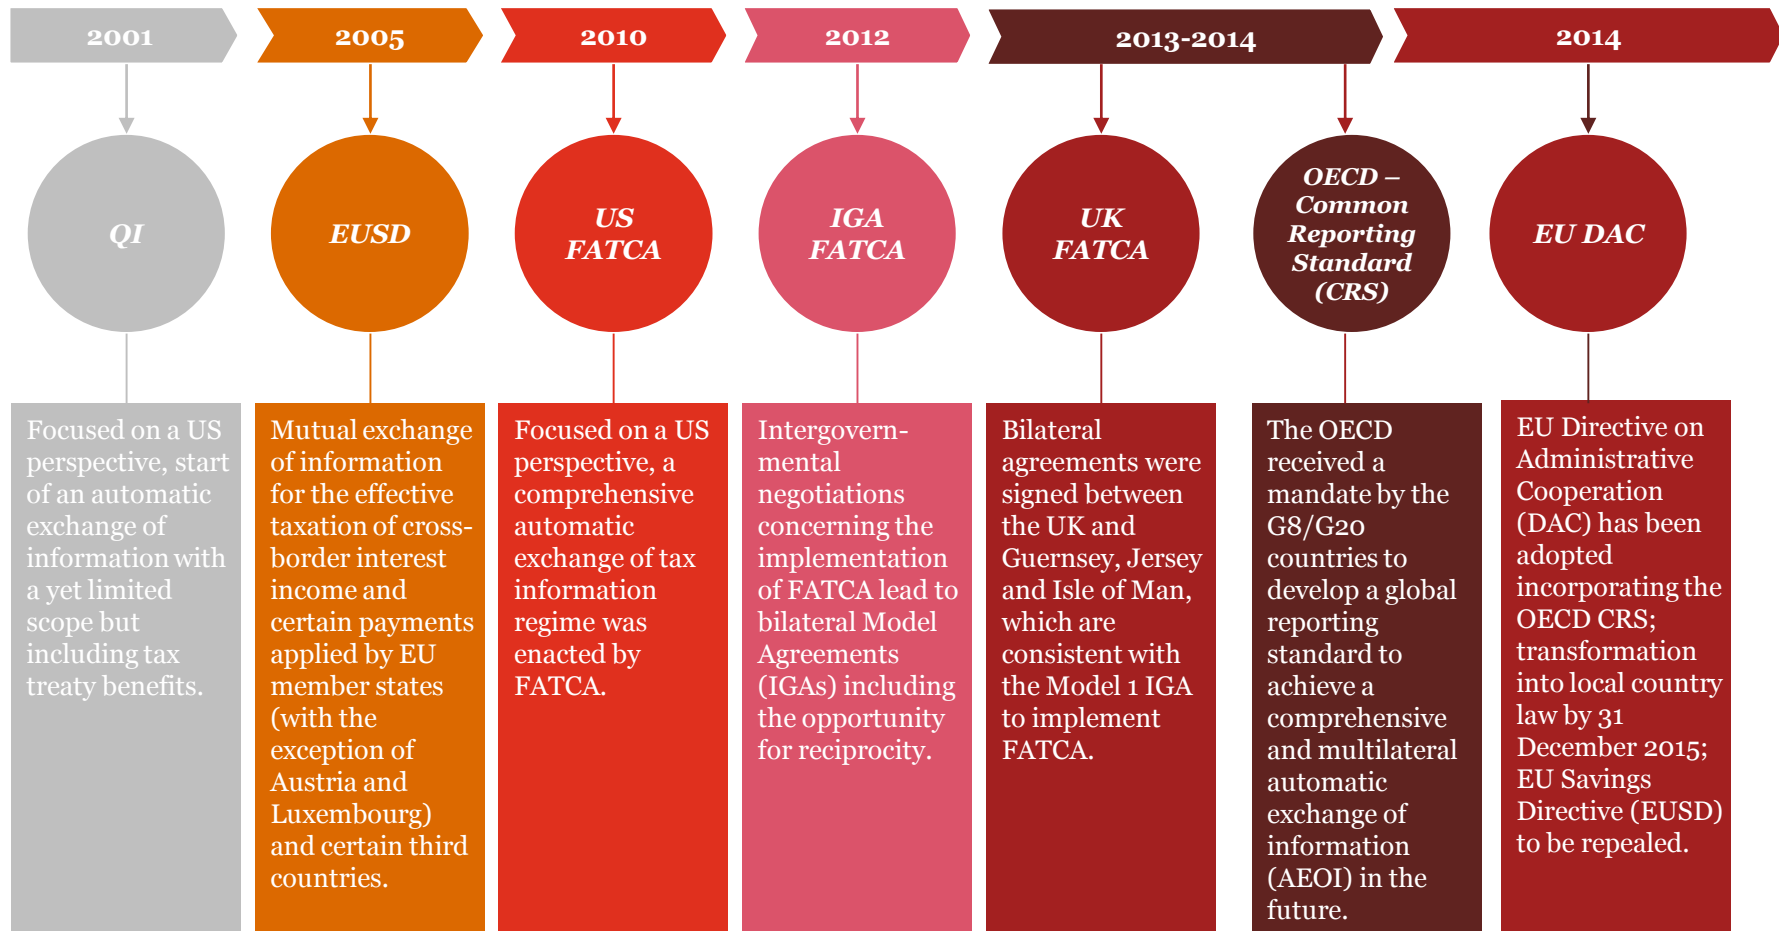 2001
2005
2010
2012
2013-2014
2014
QI
EUSD
US
FATCA
IGA
FATCA
UK
FATCA
OECD –
Common
Reporting
Standard
(CRS)
EU DAC
Focused on a US
perspective, start
of an automatic
exchange of
information with
a yet limited
scope but
including tax
treaty benefits.
Mutual exchange
of information
for the effective
taxation of cross-
border interest
income and
certain payments
applied by EU
member states
(with the
exception of
Austria and
Luxembourg)
and certain third
countries.
Focused on a US
perspective, a
comprehensive
automatic
exchange of tax
information
regime was
enacted by
FATCA.
Intergovern-
mental
negotiations
concerning the
implementation
of FATCA lead to
bilateral Model
Agreements
(IGAs) including
the opportunity
for reciprocity.
Bilateral
agreements were
signed between
the UK and
Guernsey, Jersey
and Isle of Man,
which are
consistent with
the Model 1 IGA
to implement
FATCA.
The OECD
received a
mandate by the
G8/G20
countries to
develop a global
reporting
standard to
achieve a
comprehensive
and multilateral
automatic
exchange of
information
(AEOI) in the
future.
EU Directive on
Administrative
Cooperation
(DAC) has been
adopted
incorporating the
OECD CRS;
transformation
into local country
law by 31
December 2015;
EU Savings
Directive (EUSD)
to be repealed.